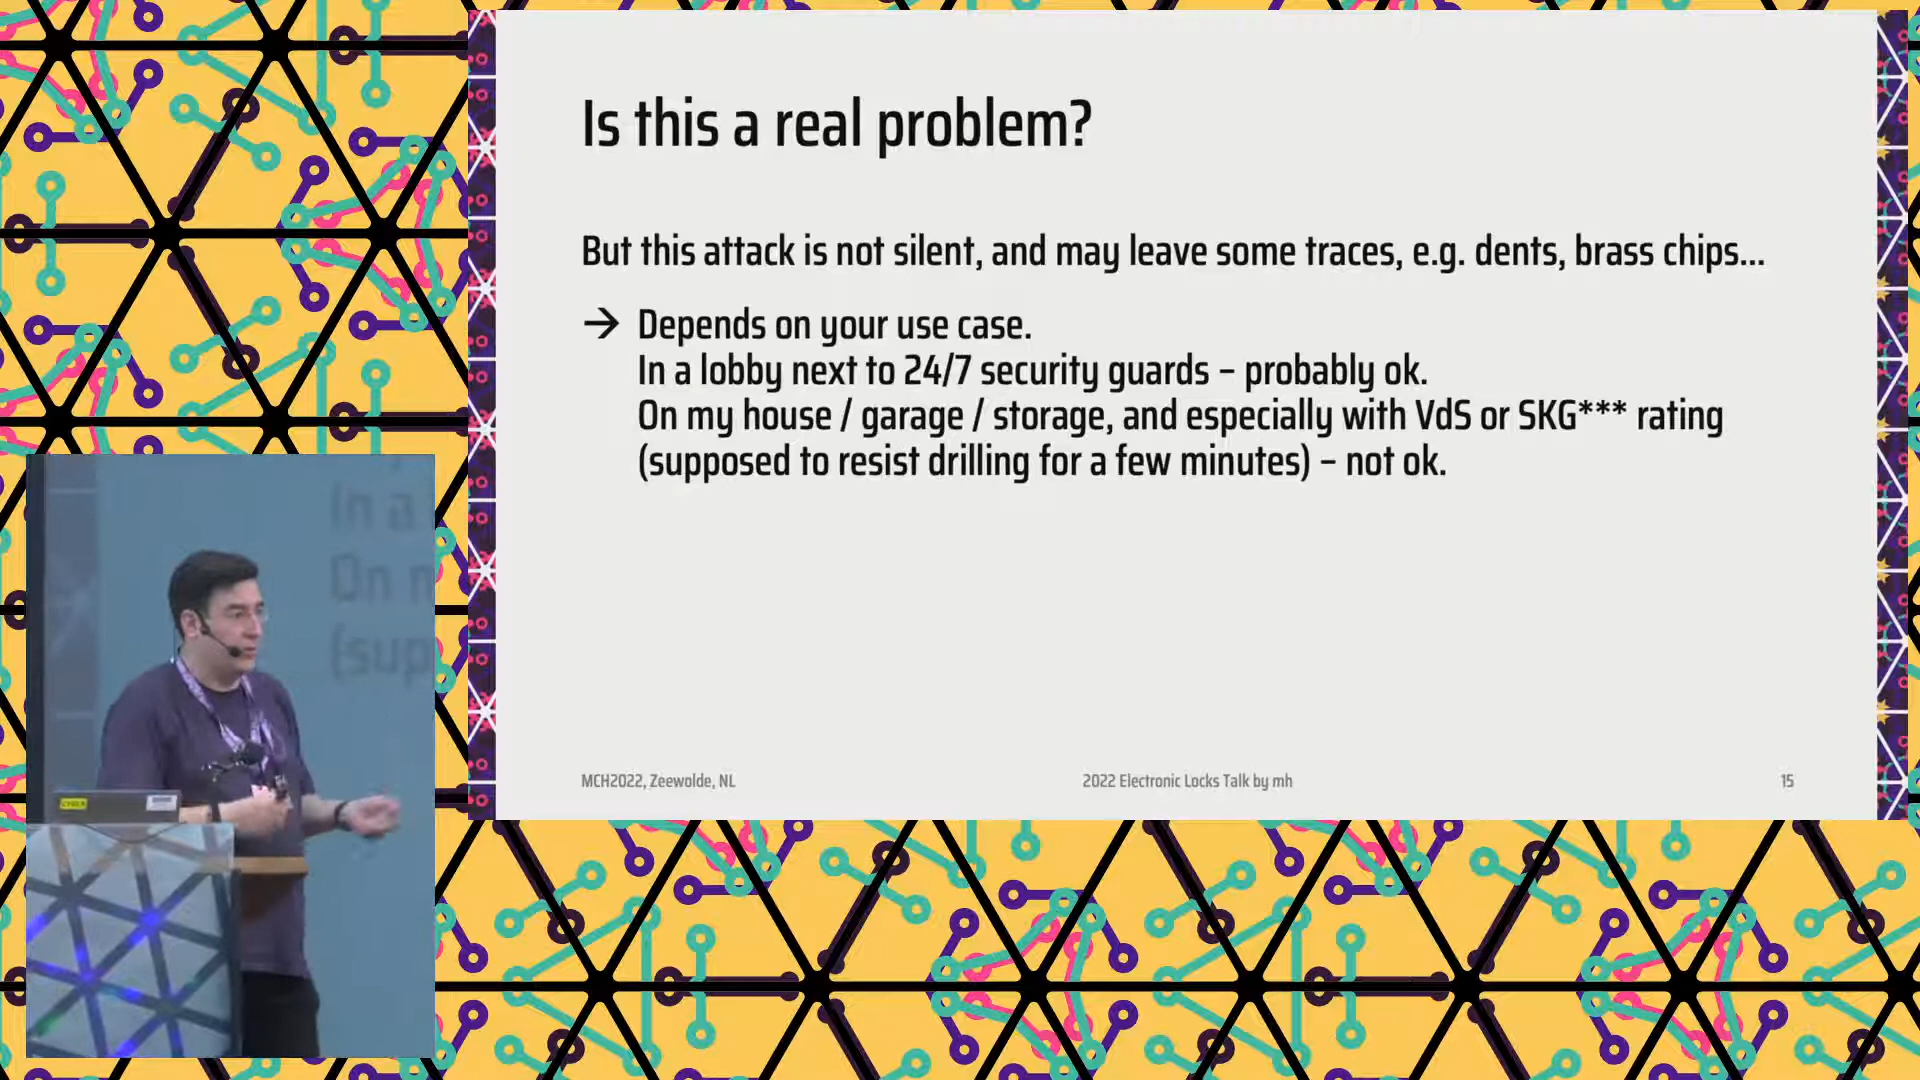 Is this a real problem?
But this attack is not silent, and may leave some traces, e.g. dents, brass chips...
→ Depends on your use case.
In a lobby next to 24/7 security guards – probably ok.
On my house / garage / storage, and especially with VdS or SKG*** rating
(supposed to resist drilling for a few minutes) – not ok.
MCH2022, Zeewolde, NL
2022 Electronic Locks Talk by mh
15
In a
On m
(sup